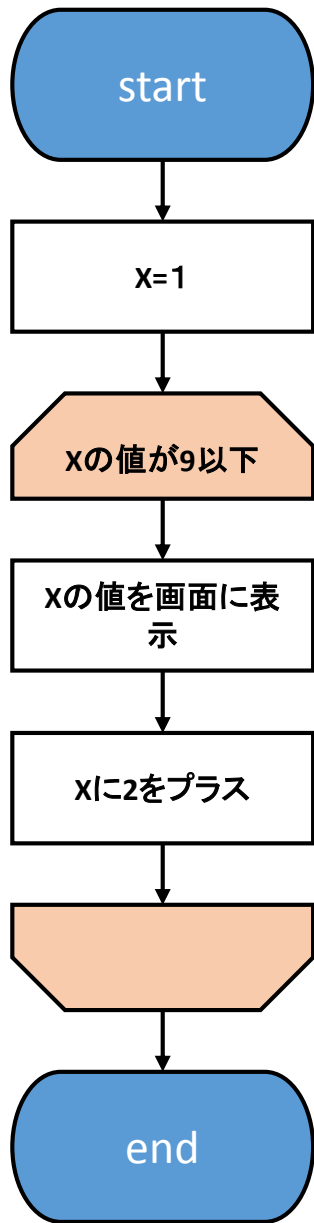 start
X=1
Xの値が9以下
Xの値を画面に表
示
Xに2をプラス
end